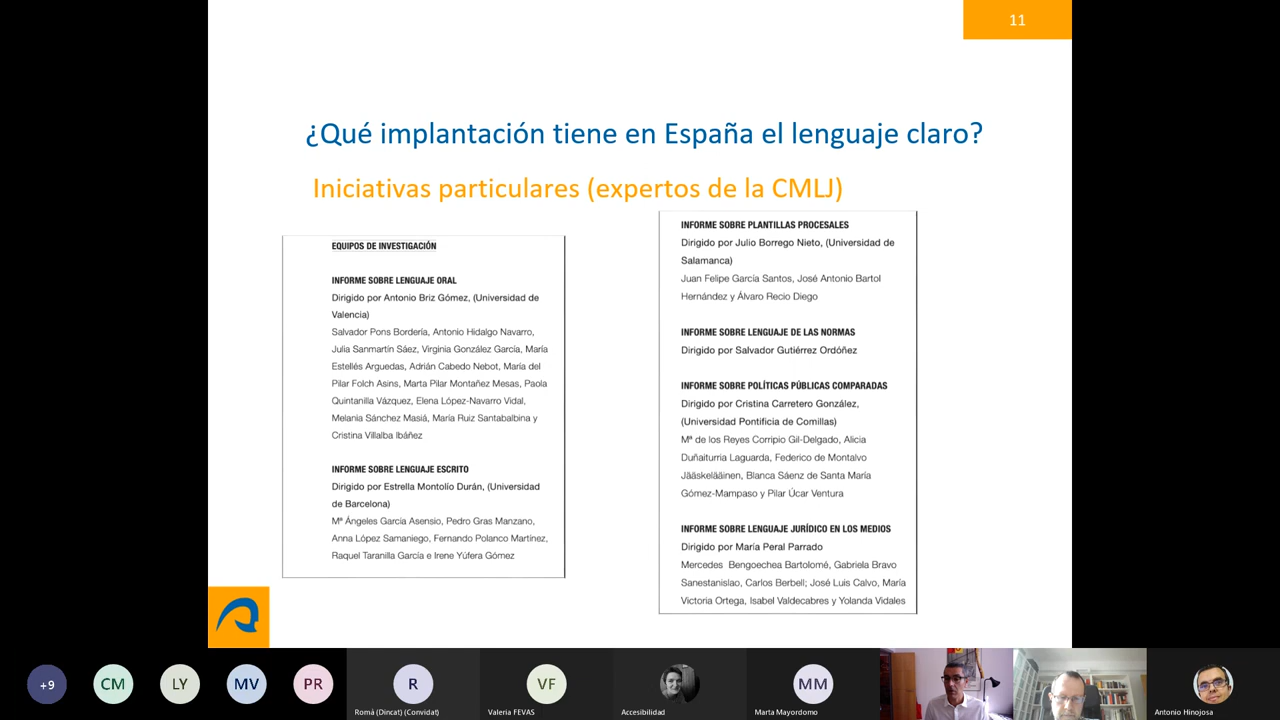 11
¿Qué implantación tiene en España el lenguaje claro?
Iniciativas particulares (expertos de la CMLJ)
EQUIPOS DE INVESTIGACIÓN
INFORME SOBRE LENGUAJE ORAL
Dirigido por Antonio Briz Gómez, (Universidad de
Valencia)
Salvador Pons Bordería, Antonio Hidalgo Navarro,
Julia Sanmartín Sáez, Virginia González García, María
Estellés Arguedas, Adrián Cabedo Nebot, María del
Pilar Folch Asins, Marta Pilar Montañez Mesas, Paola
Quintanilla Vázquez, Elena López-Navarro Vidal,
Melania Sánchez Masiá, María Ruiz Santabalbina y
Cristina Villalba Ibáñez
INFORME SOBRE LENGUAJE ESCRITO
Dirigido por Estrella Montolío Durán, (Universidad
de Barcelona)
Mª Ángeles García Asensio, Pedro Gras Manzano,
Anna López Samaniego, Fernando Polanco Martínez,
Raquel Taranilla García e Irene Yúfera Gómez
INFORME SOBRE PLANTILLAS PROCESALES
Dirigido por Julio Borrego Nieto, (Universidad de
Salamanca)
Juan Felipe García Santos, José Antonio Bartol
Hernández y Álvaro Recio Diego
INFORME SOBRE LENGUAJE DE LAS NORMAS
Dirigido por Salvador Gutiérrez Ordóñez
INFORME SOBRE POLÍTICAS PÚBLICAS COMPARADAS
Dirigido por Cristina Carretero González,
(Universidad Pontificia de Comillas)
Mª de los Reyes Corripio Gil-Delgado, Alicia
Duñaiturria Laguarda, Federico de Montalvo
Jääskelääinen, Blanca Sáenz de Santa María
Gómez-Mampaso y Pilar Úcar Ventura
INFORME SOBRE LENGUAJE JURÍDICO EN LOS MEDIOS
Dirigido por María Peral Parrado
Mercedes Bengoechea Bartolomé, Gabriela Bravo
Sanestanislao, Carlos Berbell; José Luis Calvo, María
Victoria Ortega, Isabel Valdecabres y Yolanda Vidales
+9
CM
LY
MV
PR
R
VF
MM
Romà (Dincat) (Convidat)
Valeria FEVAS
Accesibilidad
Marta Mayordomo
Antonio Hinojosa